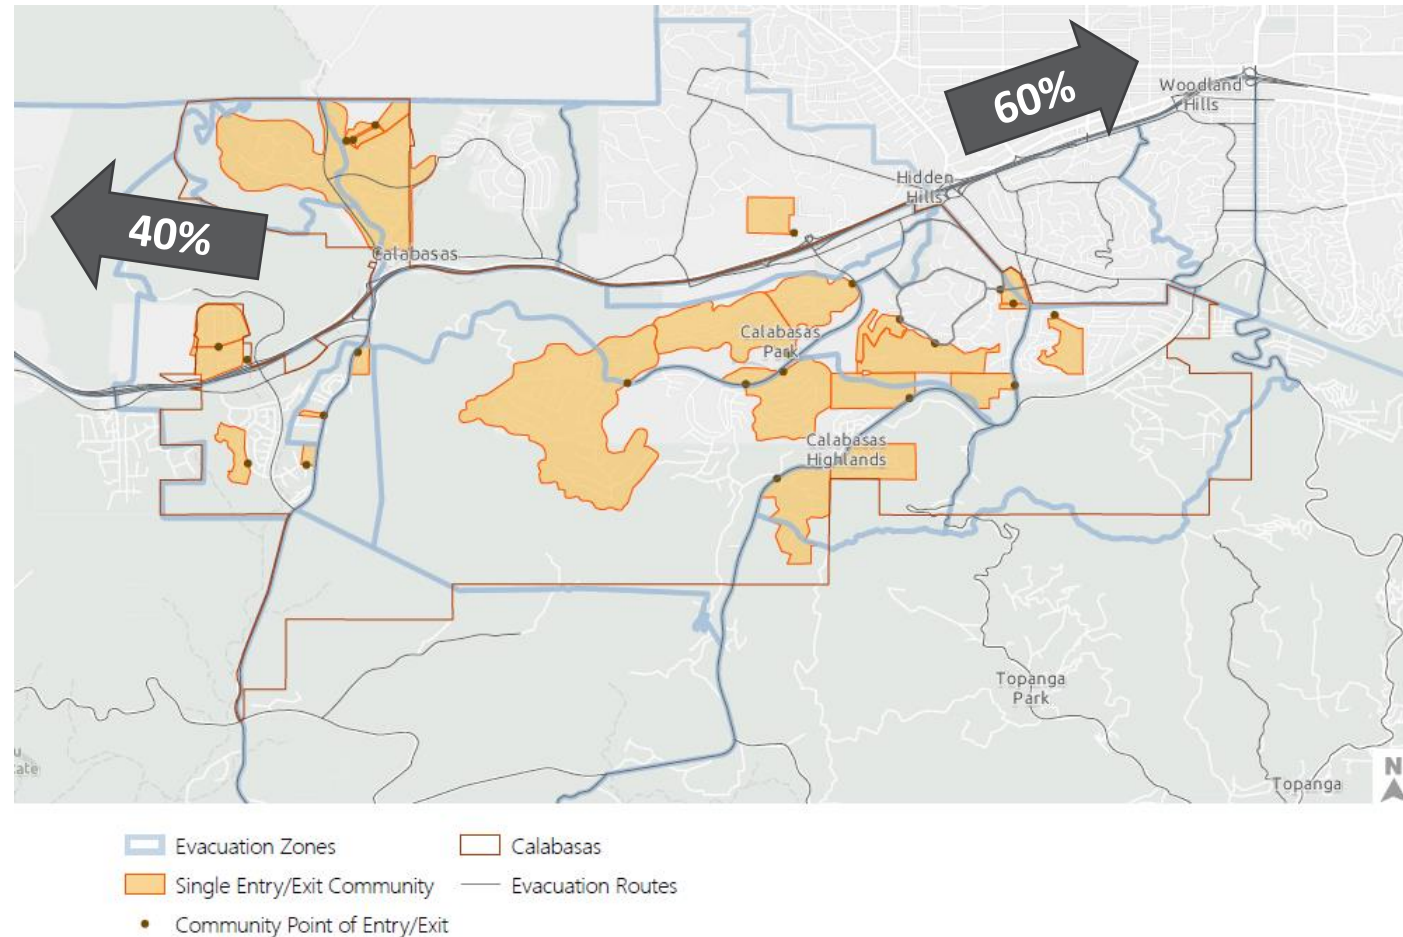 60%
Woodland
Hills
Hidden
Hills
40%
Calabasas
Calabasas
Park
Calabasas
Highlands
Topanga
Park
u
ate
N
Topanga
Evacuation Zones
Calabasas
Single Entry/Exit Community
Evacuation Routes
Community Point of Entry/Exit